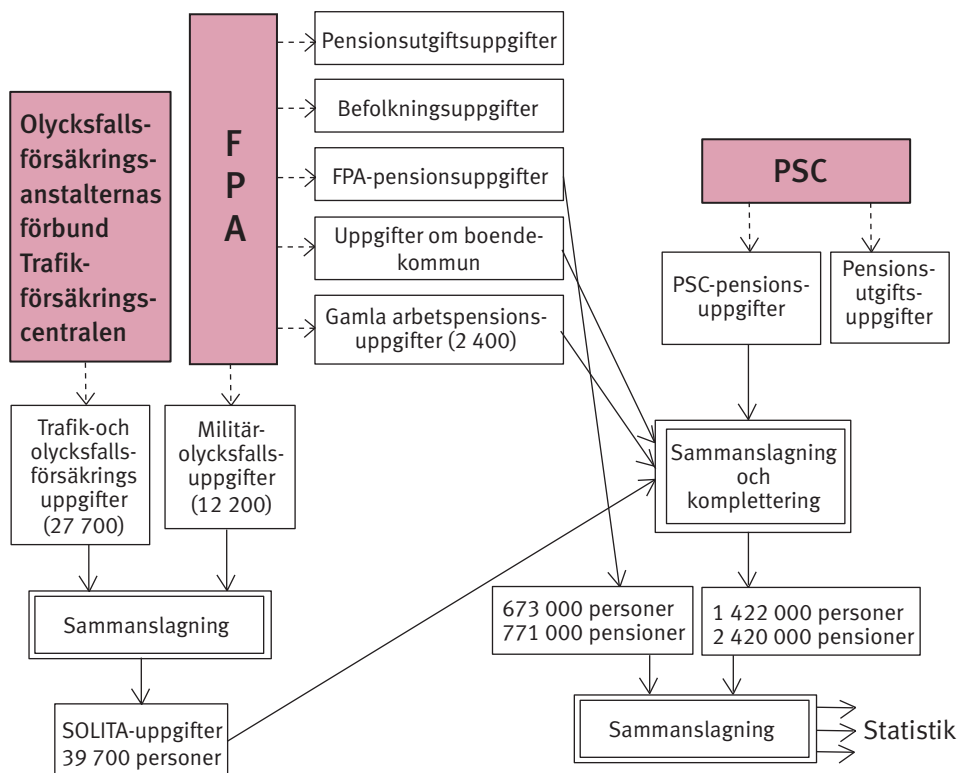 Olycksfalls-
försäkrings-
anstalternas
förbund
Trafik-
försäkrings-
centralen
F
P
A
Pensionsutgiftsuppgifter
Befolkningsuppgifter
FPA-pensionsuppgifter
Uppgifter om boende-
kommun
Gamla arbetspensions-
uppgifter (2 400)
PSC
PSC-pensions-
uppgifter
Pensions-
utgifts-
uppgifter
Trafik-och
olycksfalls-
försäkrings
uppgifter
(27 700)
Militär-
olycksfalls-
uppgifter
(12 200)
Sammanslagning
och
komplettering
Sammanslagning
673 000 personer
771 000 pensioner
1 422 000 personer
2 420 000 pensioner
SOLITA-uppgifter
39 700 personer
Sammanslagning
Statistik